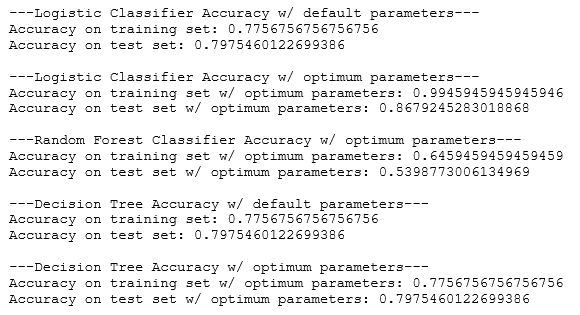 ---Logistic Classifier Accuracy w/ default parameters---
Accuracy on training set: 0.7756756756756756
Accuracy on test set: 0.7975460122699386
---Logistic Classifier Accuracy w/ optimum parameters---
Accuracy on training set w/ optimum parameters: 0.9945945945945946
Accuracy on test set w/ optimum parameters: 0.8679245283018868
---Random Forest Classifier Accuracy w/ optimum parameters---
Accuracy on training set w/ optimum parameters: 0.6459459459459459
Accuracy on test set w/ optimum parameters: 0.5398773006134969
---Decision Tree Accuracy w/ default parameters---
Accuracy on training set: 0.7756756756756756
Accuracy on test set: 0.7975460122699386
---Decision Tree Accuracy w/ optimum parameters---
Accuracy on training set w/ optimum parameters: 0.7756756756756756
Accuracy on test set w/ optimum parameters: 0.7975460122699386